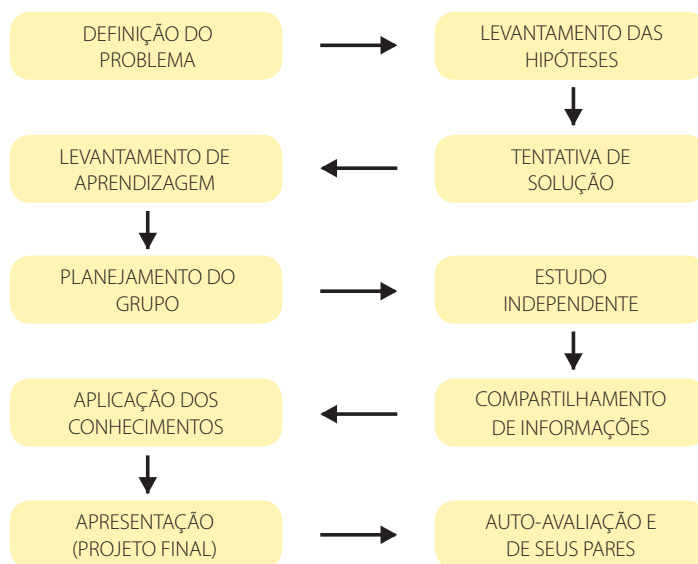 DEFINIÇÃO DO
PROBLEMA
LEVANTAMENTO DAS
HIPÓTESES
TENTATIVA DE
SOLUÇÃO
LEVANTAMENTO DE
APRENDIZAGEM
PLANEJAMENTO DO
GRUPO
ESTUDO
INDEPENDENTE
COMPARTILHAMENTO
DE INFORMAÇÕES
APLICAÇÃO DOS
CONHECIMENTOS
APRESENTAÇÃO
(PROJETO FINAL)
AUTO-AVALIAÇÃO E
DE SEUS PARES